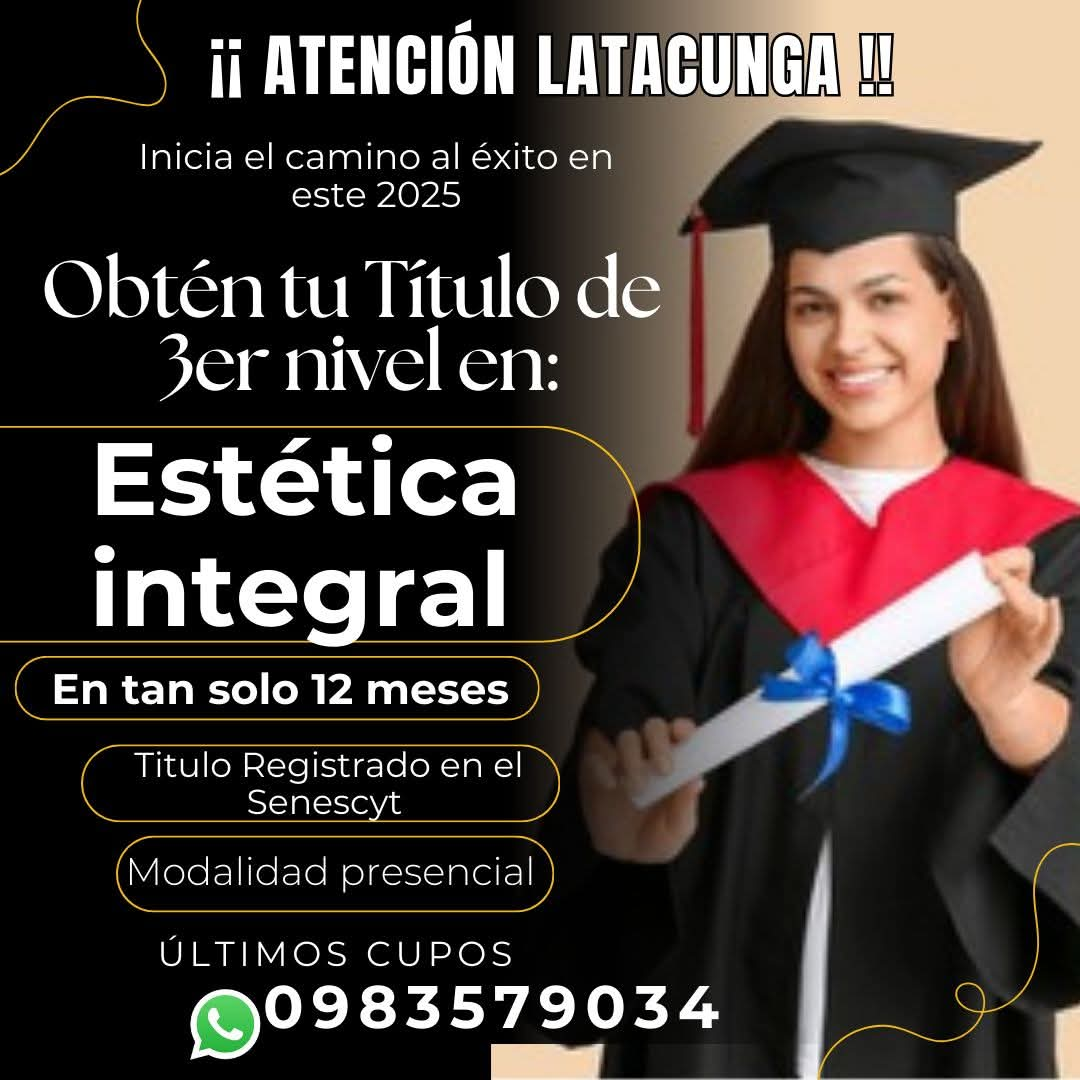 ¡¡ ATENCIÓN LATACUNGA !!
Inicia el camino al éxito en
este 2025
Obtén tu Título de
3er nivel en:
Estética
integral
En tan solo 12 meses
Titulo Registrado en el
Senescyt
Modalidad presencial
ÚLTIMOS CUPOS
0983579034